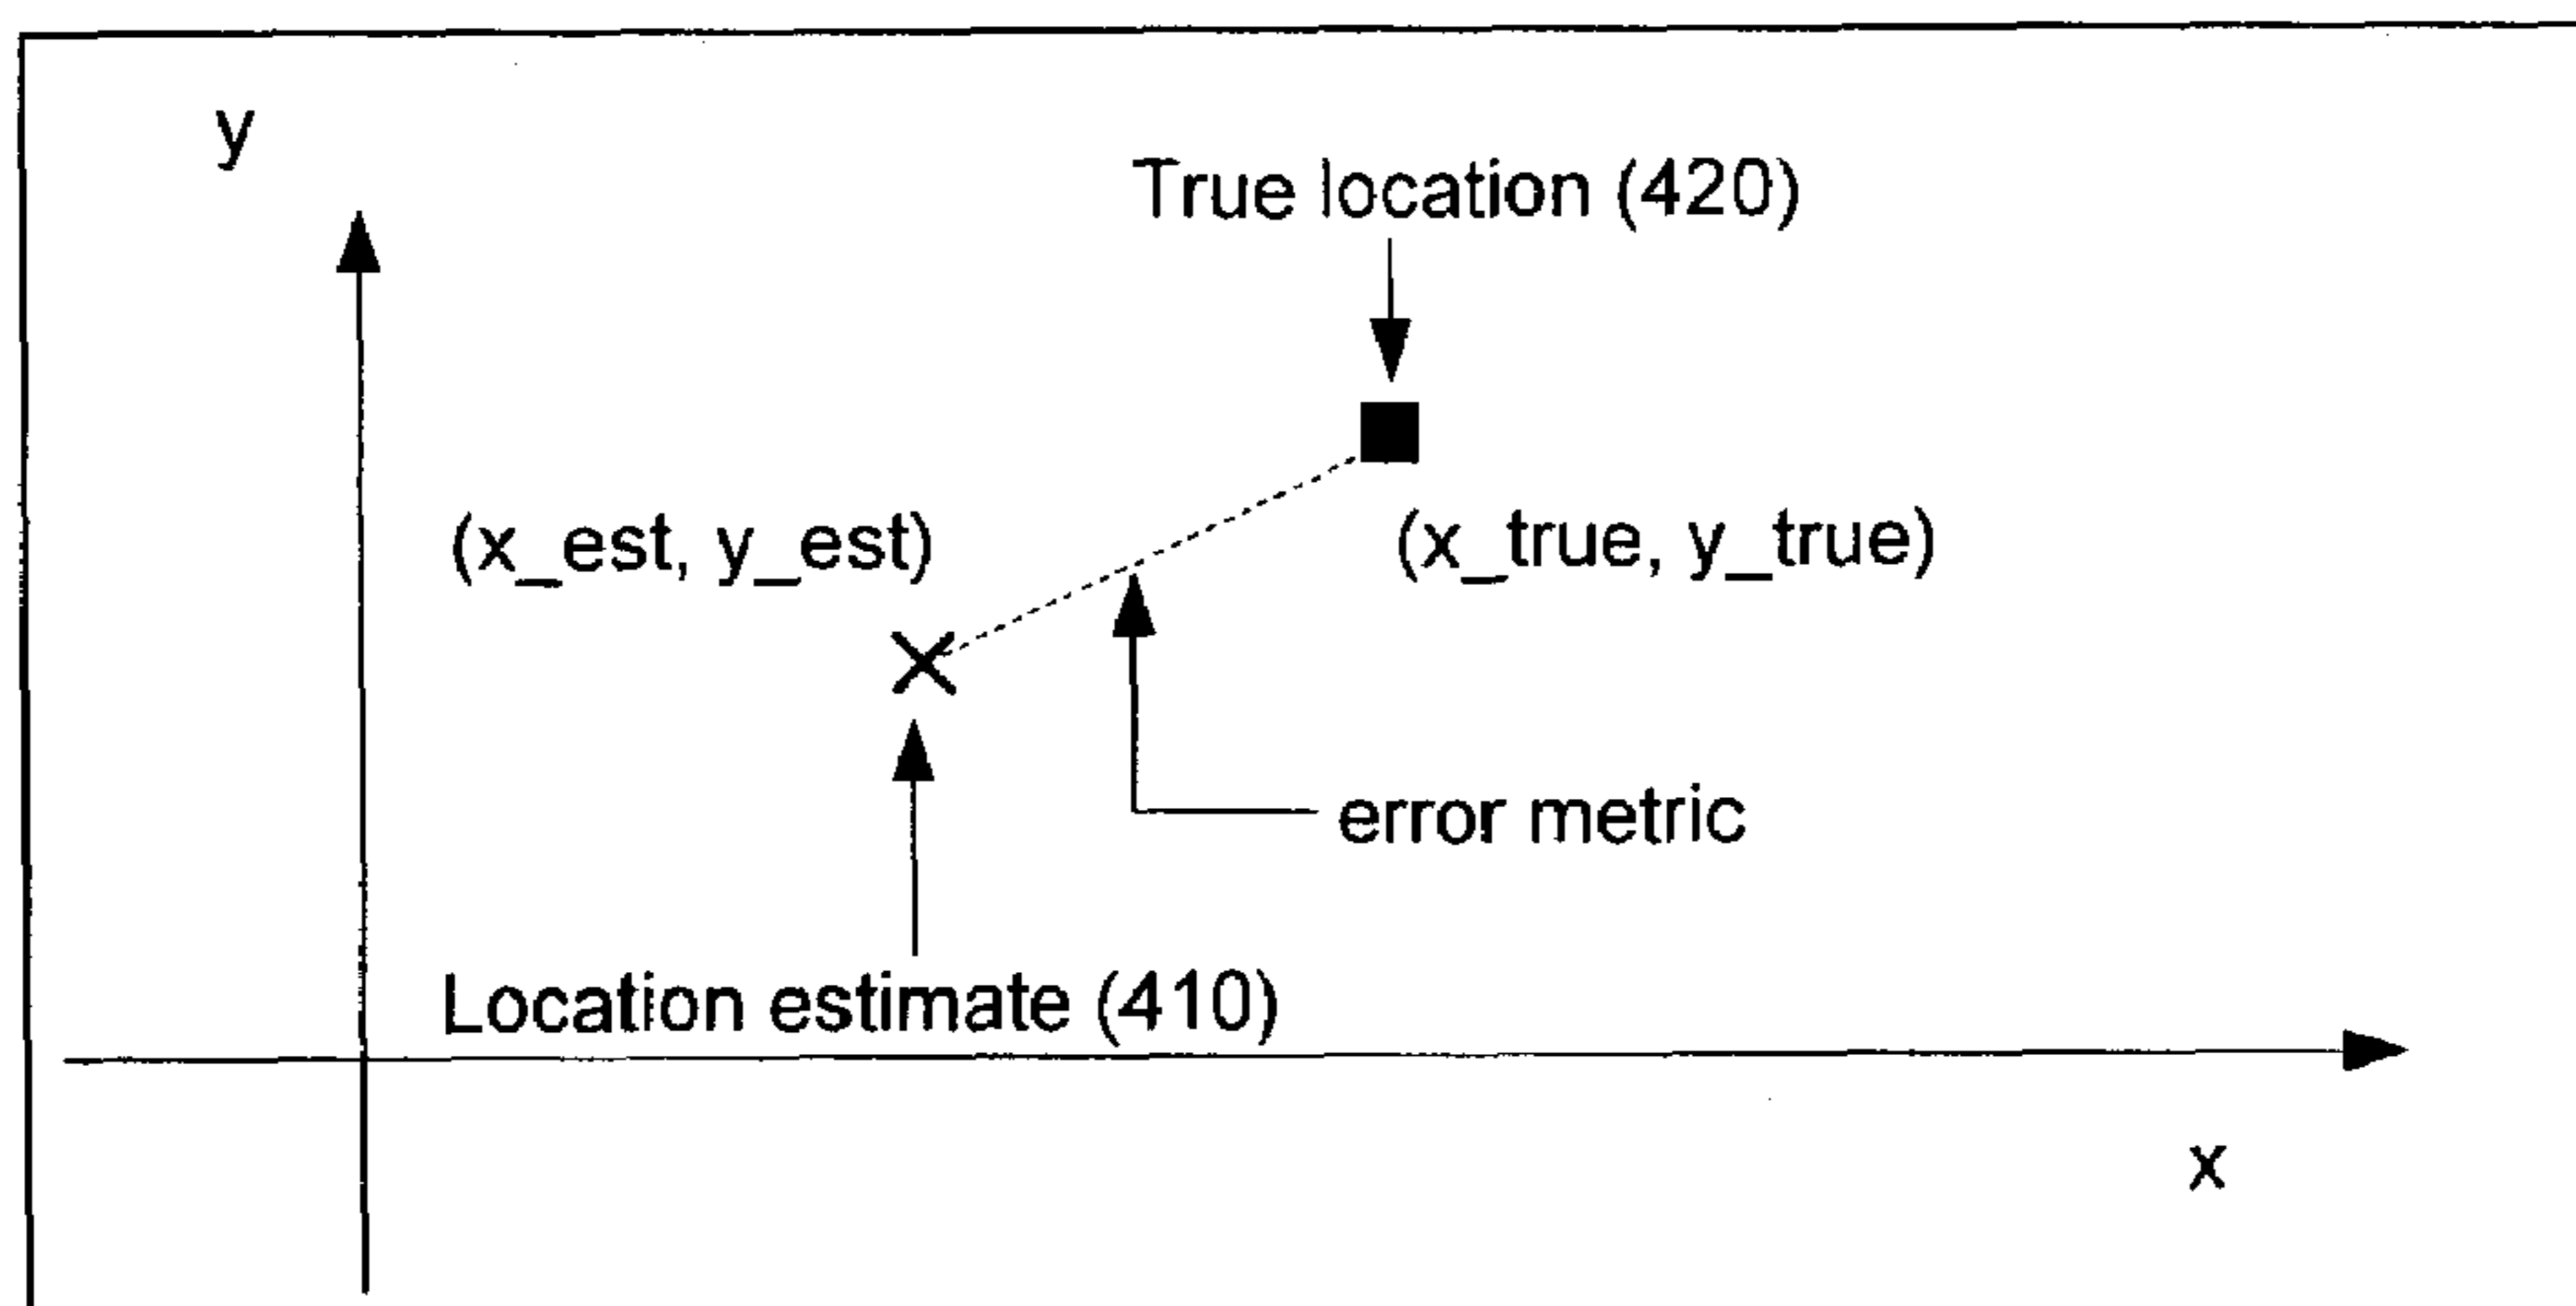 y
True location (420)
(x_est, y_est)
(x_true, y_true)
error metric
Location estimate (410)
x